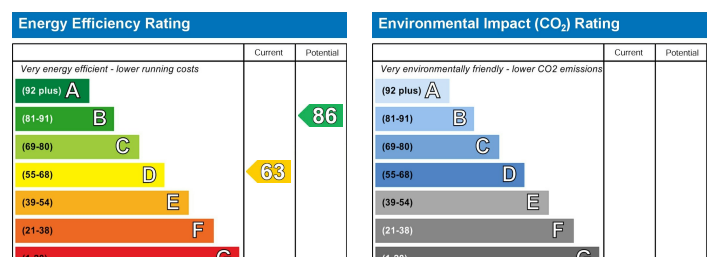 Energy Efficiency Rating
Current Potential
Very energy efficient - lower running costs
(92 plus) A
(81-91) B
86
(69-80) C
(55-68) D
63
(39-54) E
(21-38) F
Environmental Impact (CO₂) Rating
Current Potential
Very environmentally friendly - lower CO2 emissions
(92 plus) A
(81-91) B
(69-80) C
(55-68) D
(39-54) E
(21-38) F